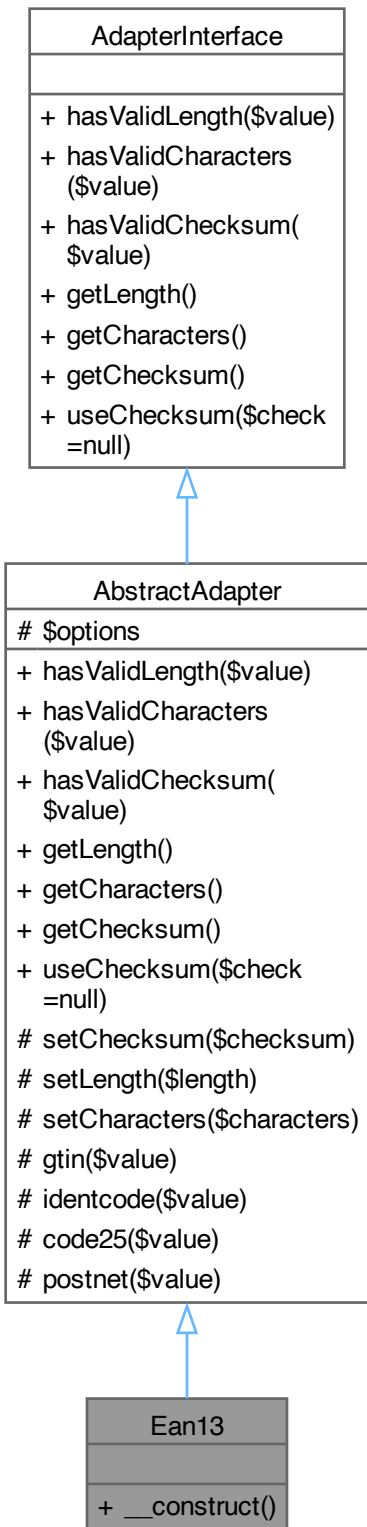 AdapterInterface
+ hasValidLength($value)
+ hasValidCharacters
($value)
+ hasValidChecksum(
$value)
+ getLength()
+ getCharacters()
+ getChecksum()
+ useChecksum($check
=null)
AbstractAdapter
# $options
+ hasValidLength($value)
+ hasValidCharacters
($value)
+ hasValidChecksum(
$value)
+ getLength()
+ getCharacters()
+ getChecksum()
+ useChecksum($check
=null)
# setChecksum($checksum)
# setLength($length)
# setCharacters($characters)
# gtin($value)
# identcode($value)
# code25($value)
# postnet($value)
Ean13
+ __construct()